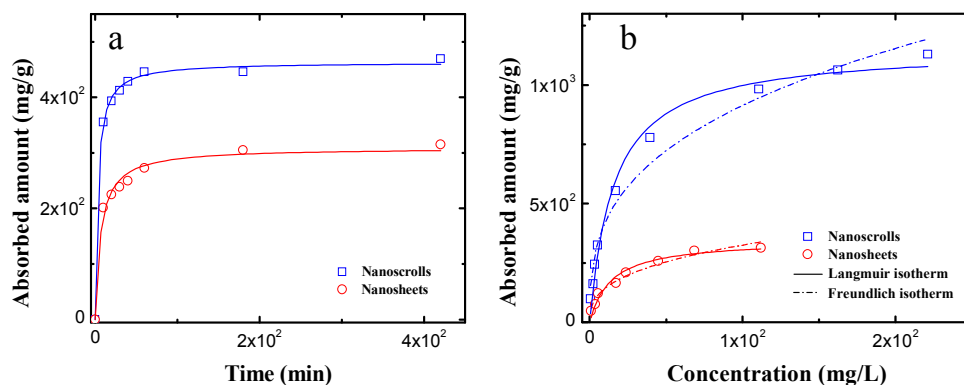 a
Absorbed amount (mg/g)
4x10²
2x10²
0
Nanoscrolls
Nanosheets
0
2x10²
4x10²
Time (min)
b
Absorbed amount (mg/g)
1x10³
5x10²
0
Nanoscrolls
Nanosheets
Langmuir isotherm
Freundlich isotherm
0
1x10²
2x10²
Concentration (mg/L)